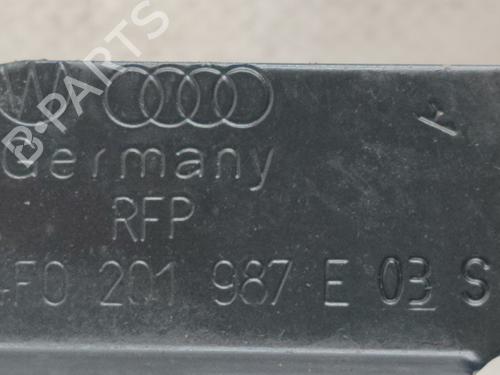 B-PARTS
Germany
RFP
4F0 201 987 E 03 S
Y